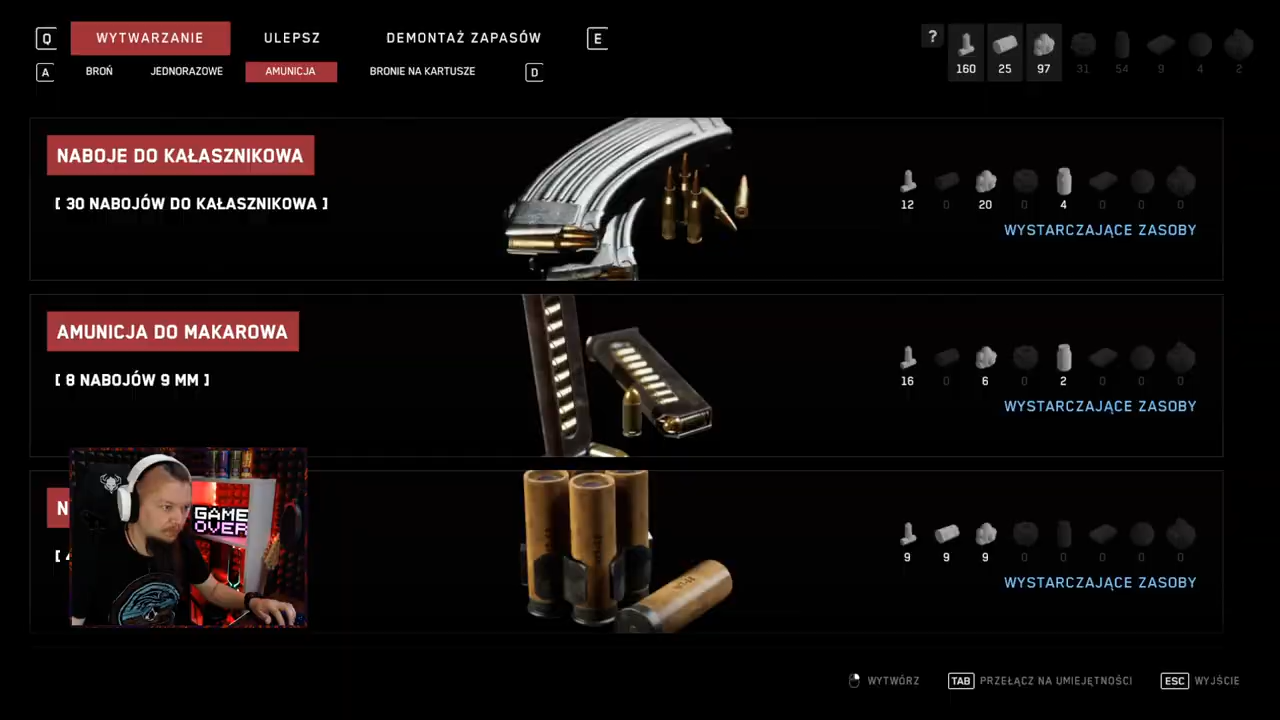 Q WYTWARZANIE ULEPSZ DEMONTAŻ ZAPASÓW E
A BROŃ JEDNORAZOWE AMUNICJA BRONIE NA KARTUSZE D
?
160 25 97 31 54 9 4 2
NABOJE DO KAŁASZNIKOWA
[ 30 NABOJÓW DO KAŁASZNIKOWA ]
12 0 20 0 4 0 0 0
WYSTARCZAJĄCE ZASOBY
AMUNICJA DO MAKAROWA
[ 8 NABOJÓW 9 MM ]
16 0 6 0 2 0 0 0
WYSTARCZAJĄCE ZASOBY
N
[ 4
9 9 9 0 0 0 0 0
WYSTARCZAJĄCE ZASOBY
GAME
OVER
WYTWÓRZ TAB PRZEŁĄCZ NA UMIEJĘTNOŚCI ESC WYJŚCIE